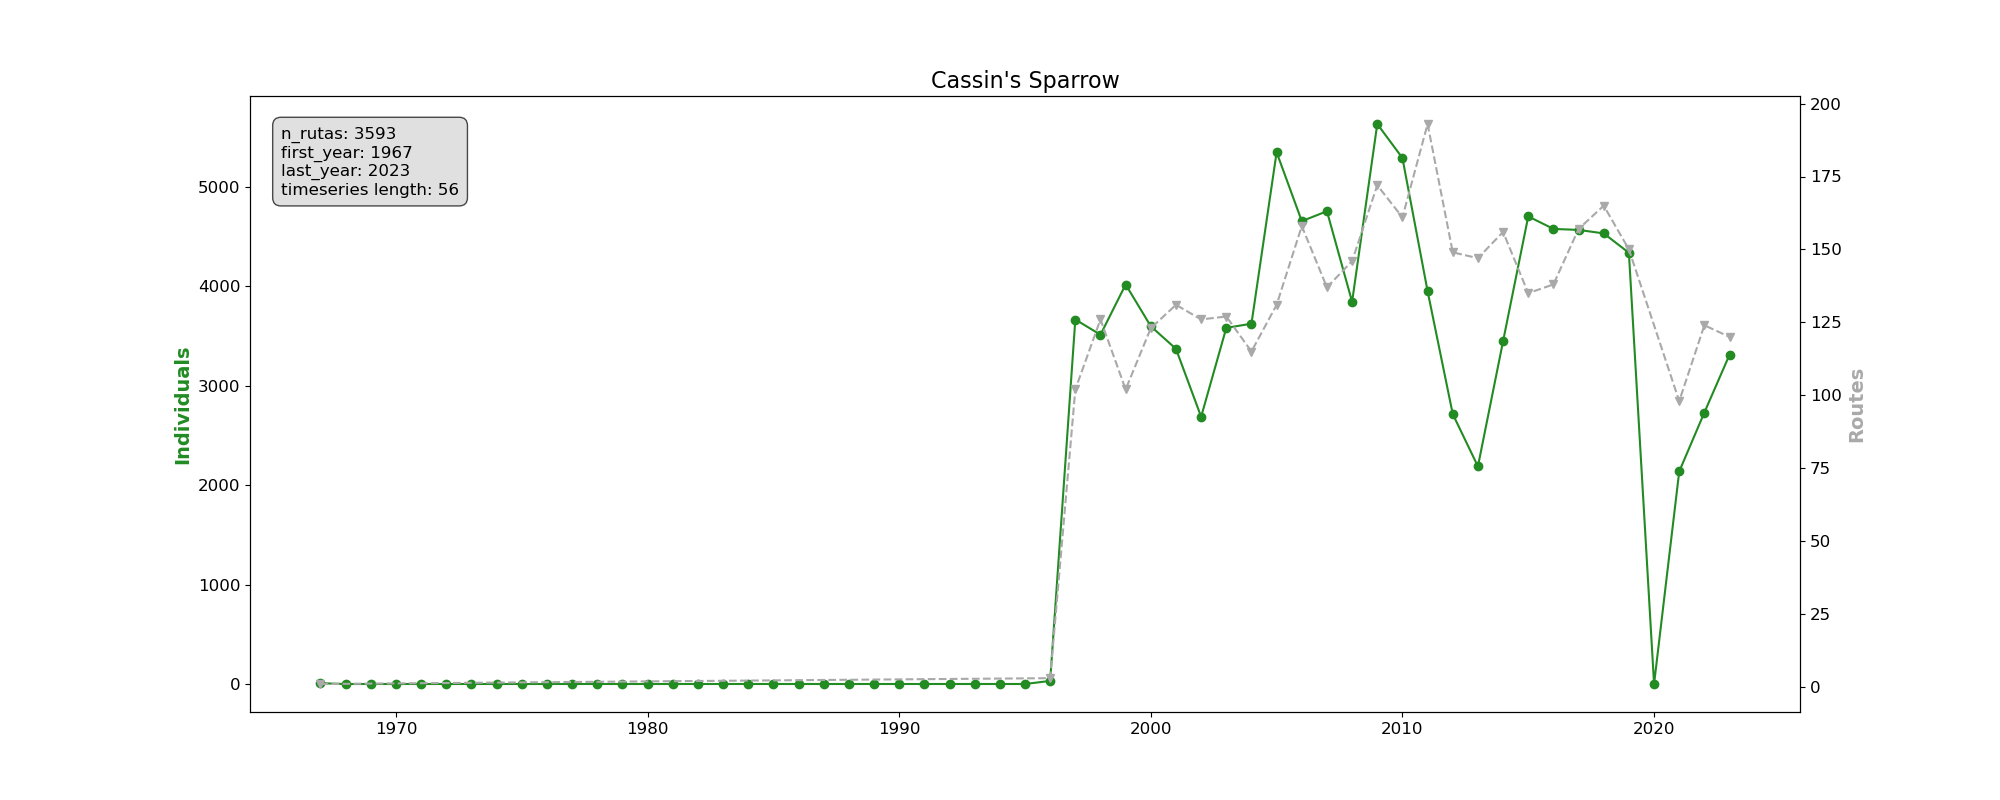 Cassin's Sparrow
n_rutas: 3593
first_year: 1967
last_year: 2023
timeseries length: 56
Individuals
5000
4000
3000
2000
1000
0
200
175
150
125
100
75
50
25
0
Routes
1970 1980 1990 2000 2010 2020